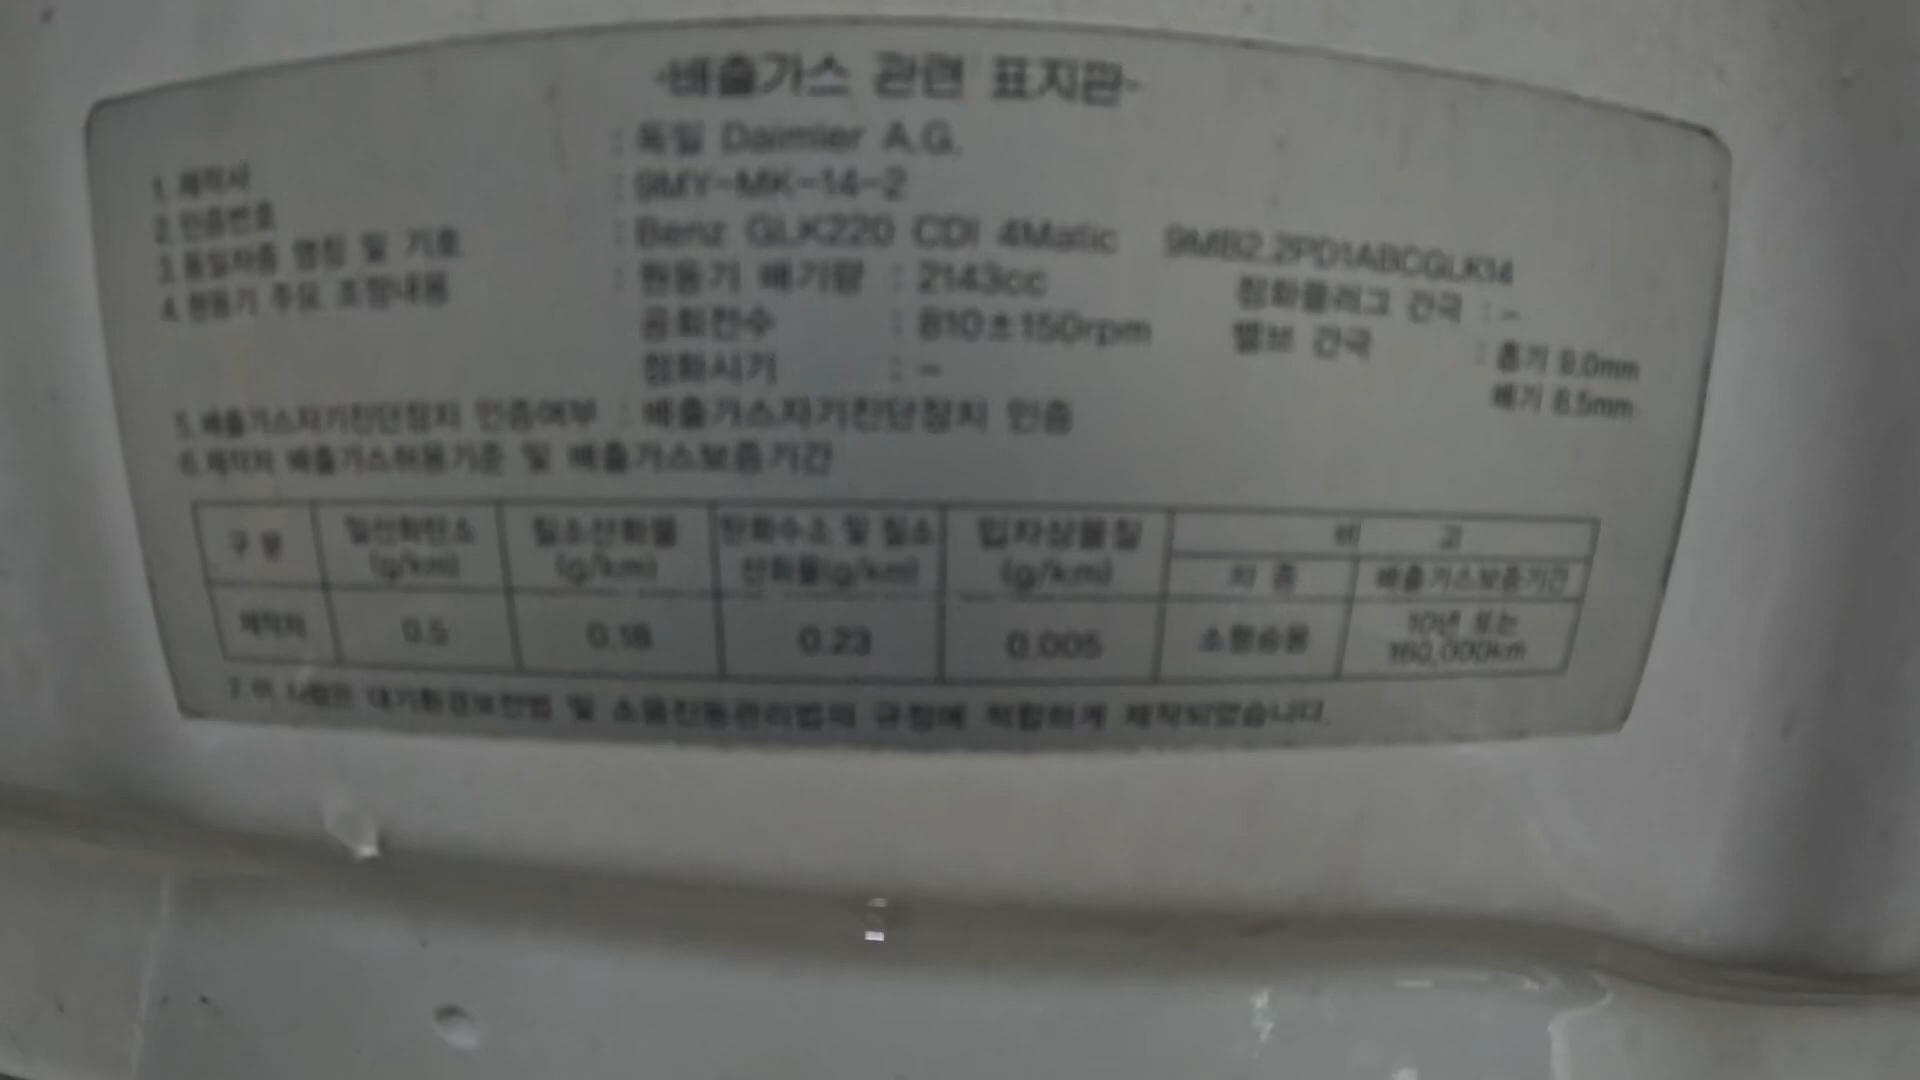 -배출가스 관련 표지판-
1. 제작사 : 독일 Daimler A.G.
2. 인증번호 : 9MY-MK-14-2
3. 동일차종 명칭 및 기호 : Benz GLK220 CDI 4Matic 9MB2.2PD1ABCGLK14
4. 원동기 주요 조정내용 : 원동기 배기량 : 2143cc 점화플러그 간극 : -
공회전수 : 810±150rpm 밸브 간극 : 흡기 9.0mm
점화시기 : - 배기 8.5mm
5. 배출가스자기진단장치 인증여부 : 배출가스자기진단장치 인증
6. 제작차 배출가스허용기준 및 배출가스보증기간
구 분 일산화탄소 (g/km) 질소산화물 (g/km) 탄화수소 및 질소 산화물(g/km) 입자상물질 (g/km) 비 고
차 종 배출가스보증기간
제작차 0.5 0.18 0.23 0.005 소형승용 10년 또는 160,000km
7. 이 차량은 대기환경보전법 및 소음진동관리법의 규정에 적합하게 제작되었습니다.